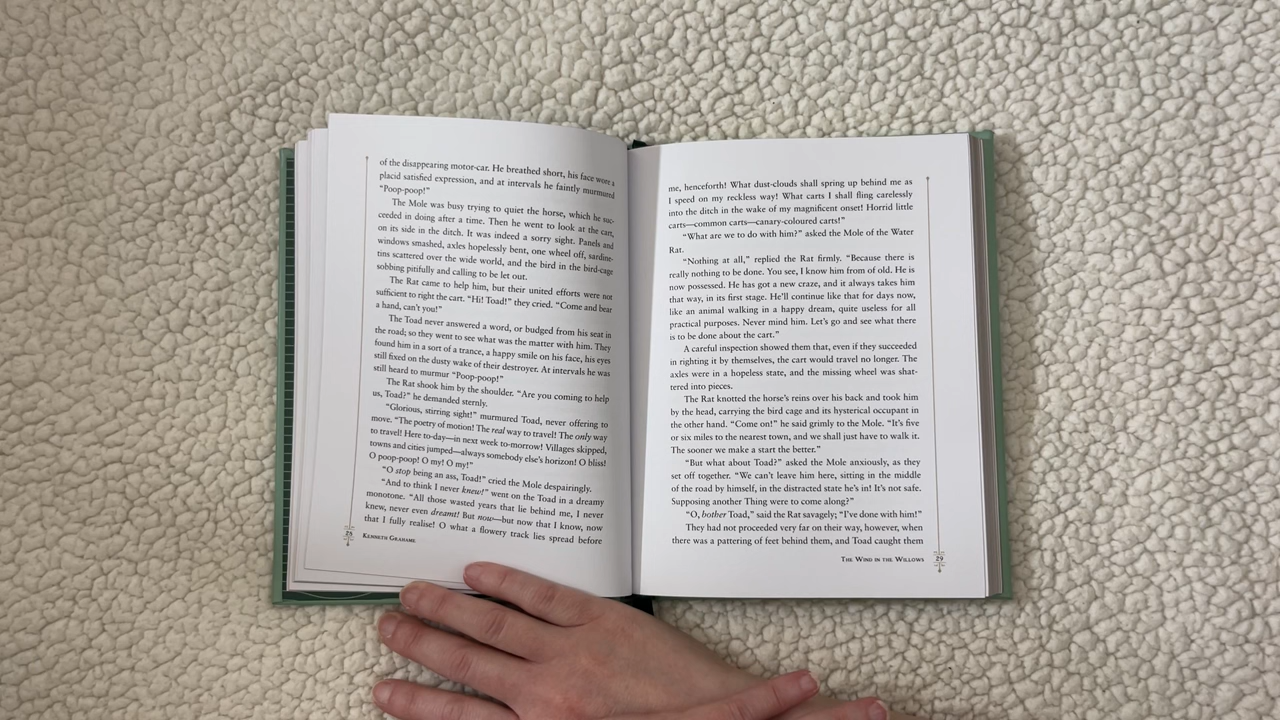 of the disappearing motor-car. He breathed short, his face wore a
placid satisfied expression, and at intervals he faintly murmured
“Poop-poop!”
The Mole was busy trying to quiet the horse, which he suc-
ceeded in doing after a time. Then he went to look at the cart,
on its side in the ditch. It was indeed a sorry sight. Panels and
windows smashed, axles hopelessly bent, one wheel off, sardine-
tins scattered over the wide world, and the bird in the bird-cage
sobbing pitifully and calling to be let out.
The Rat came to help him, but their united efforts were not
sufficient to right the cart. “Hi! Toad!” they cried. “Come and bear
a hand, can’t you!”
The Toad never answered a word, or budged from his seat in
the road; so they went to see what was the matter with him. They
found him in a sort of a trance, a happy smile on his face, his eyes
still fixed on the dusty wake of their destroyer. At intervals he was
still heard to murmur “Poop-poop!”
The Rat shook him by the shoulder. “Are you coming to help
us, Toad?” he demanded sternly.
“Glorious, stirring sight!” murmured Toad, never offering to
move. “The poetry of motion! The real way to travel! The only way
to travel! Here to-day—in next week to-morrow! Villages skipped,
towns and cities jumped—always somebody else’s horizon! O bliss!
O poop-poop! O my! O my!”
“O stop being an ass, Toad!” cried the Mole despairingly.
“And to think I never knew!” went on the Toad in a dreamy
monotone. “All those wasted years that lie behind me, I never
knew, never even dreamt! But now—but now that I know, now
that I fully realise! O what a flowery track lies spread before
28 Kenneth Grahame
me, henceforth! What dust-clouds shall spring up behind me as
I speed on my reckless way! What carts I shall fling carelessly
into the ditch in the wake of my magnificent onset! Horrid little
carts—common carts—canary-coloured carts!”
“What are we to do with him?” asked the Mole of the Water
Rat.
“Nothing at all,” replied the Rat firmly. “Because there is
really nothing to be done. You see, I know him from of old. He is
now possessed. He has got a new craze, and it always takes him
that way, in its first stage. He’ll continue like that for days now,
like an animal walking in a happy dream, quite useless for all
practical purposes. Never mind him. Let’s go and see what there
is to be done about the cart.”
A careful inspection showed them that, even if they succeeded
in righting it by themselves, the cart would travel no longer. The
axles were in a hopeless state, and the missing wheel was shat-
tered into pieces.
The Rat knotted the horse’s reins over his back and took him
by the head, carrying the bird cage and its hysterical occupant in
the other hand. “Come on!” he said grimly to the Mole. “It’s five
or six miles to the nearest town, and we shall just have to walk it.
The sooner we make a start the better.”
“But what about Toad?” asked the Mole anxiously, as they
set off together. “We can’t leave him here, sitting in the middle
of the road by himself, in the distracted state he’s in! It’s not safe.
Supposing another Thing were to come along?”
“O, bother Toad,” said the Rat savagely; “I’ve done with him!”
They had not proceeded very far on their way, however, when
there was a pattering of feet behind them, and Toad caught them
The Wind in the Willows 29